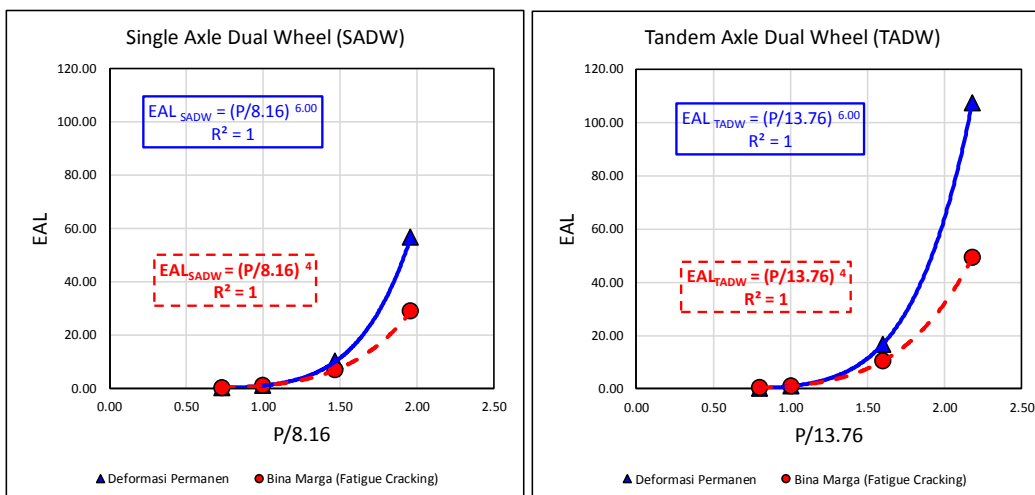 Single Axle Dual Wheel (SADW)
120.00
100.00
80.00
60.00
40.00
20.00
0.00
EAL
EAL SADW = (P/8.16) 6.00
R² = 1
EALSADW = (P/8.16) 4
R² = 1
0.00 0.50 1.00 1.50 2.00 2.50
P/8.16
Deformasi Permanen Bina Marga (Fatigue Cracking)
Tandem Axle Dual Wheel (TADW)
120.00
100.00
80.00
60.00
40.00
20.00
0.00
EAL
EAL TADW = (P/13.76) 6.00
R² = 1
EALTADW = (P/13.76) 4
R² = 1
0.00 0.50 1.00 1.50 2.00 2.50
P/13.76
Deformasi Permanen Bina Marga (Fatigue Cracking)